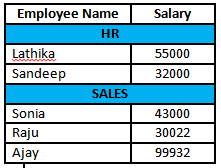 Employee Name Salary
HR
Lathika 55000
Sandeep 32000
SALES
Sonia 43000
Raju 30022
Ajay 99932